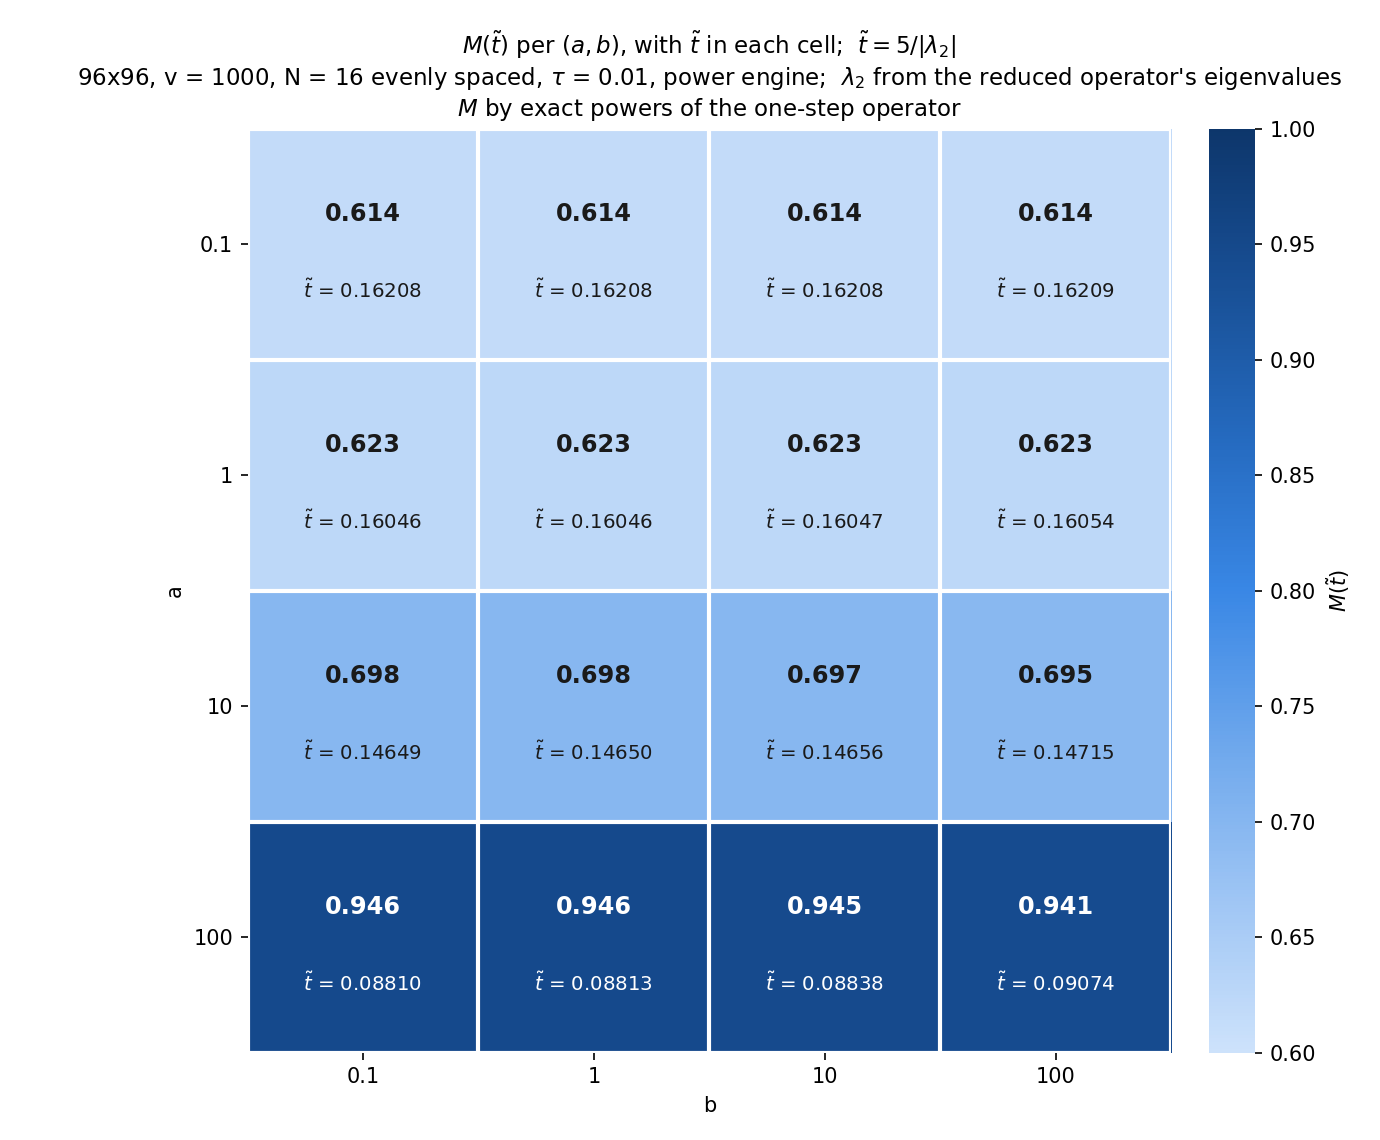 M(t̃) per (a, b), with t̃ in each cell; t̃ = 5/|λ₂|
96x96, v = 1000, N = 16 evenly spaced, τ = 0.01, power engine; λ₂ from the reduced operator's eigenvalues
M by exact powers of the one-step operator
0.614 0.614 0.614 0.614
0.1
t̃ = 0.16208 t̃ = 0.16208 t̃ = 0.16208 t̃ = 0.16209
0.623 0.623 0.623 0.623
1
t̃ = 0.16046 t̃ = 0.16046 t̃ = 0.16047 t̃ = 0.16054
a
0.698 0.698 0.697 0.695
10
t̃ = 0.14649 t̃ = 0.14650 t̃ = 0.14656 t̃ = 0.14715
0.946 0.946 0.945 0.941
100
t̃ = 0.08810 t̃ = 0.08813 t̃ = 0.08838 t̃ = 0.09074
0.1 1 10 100
b
1.00
0.95
0.90
0.85
0.80
0.75
0.70
0.65
0.60
M(t̃)